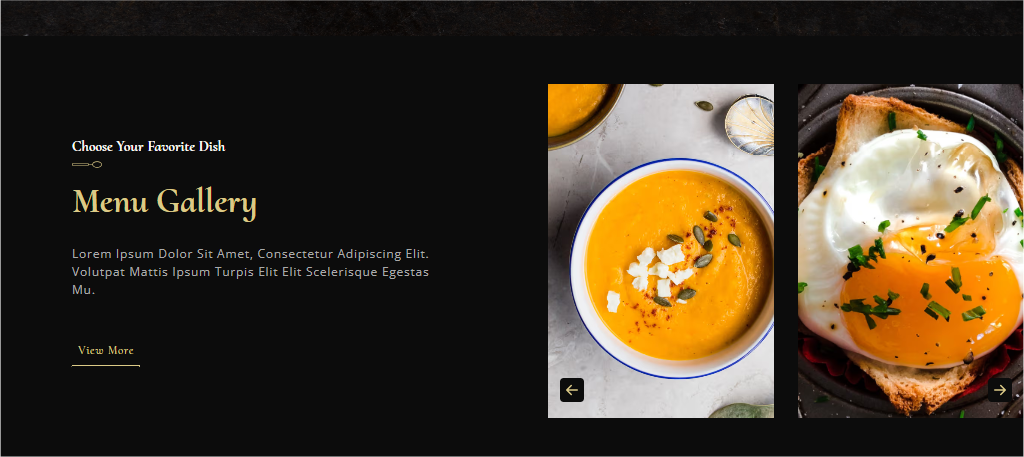 Choose Your Favorite Dish
Menu Gallery
Lorem Ipsum Dolor Sit Amet, Consectetur Adipiscing Elit.
Volutpat Mattis Ipsum Turpis Elit Elit Scelerisque Egestas
Mu.
View More